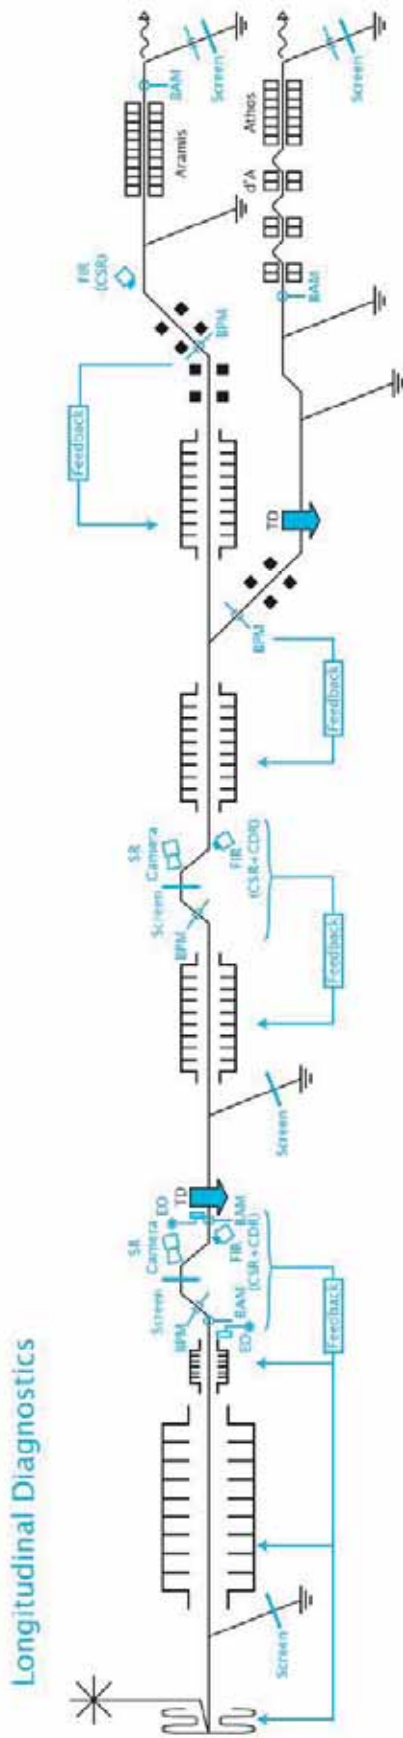 Longitudinal Diagnostics
Screen
Feedback
EO
BAM
BPM
Screen
SR
Camera
EO
TD
BAM
FIR
(CSR+CDR)
Screen
Feedback
BPM
Screen
SR
Camera
FIR
(CSR+CDR)
Feedback
BPM
TD
Feedback
BPM
FIR
(CSR)
Aramis
BAM
Screen
BAM
d'A
Athos
Screen